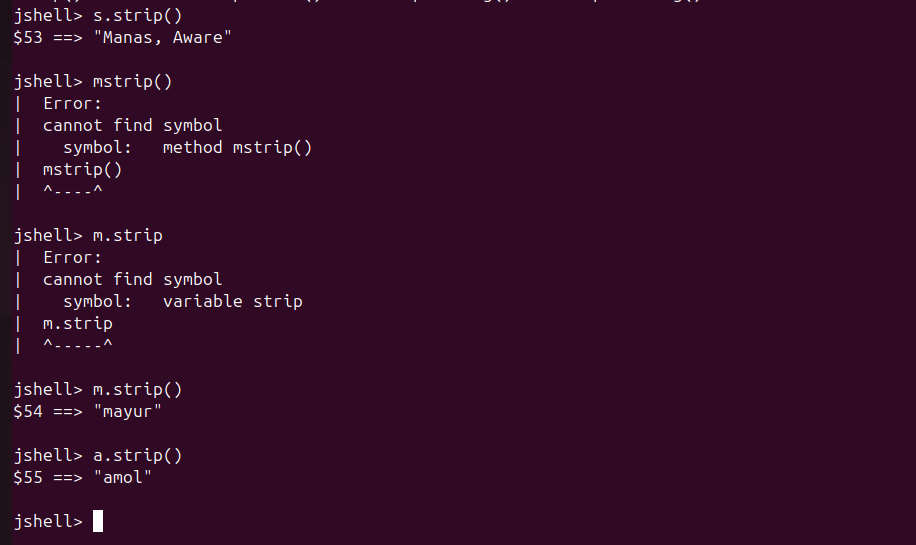 jshell> s.strip()
$53 ==> "Manas, Aware"
jshell> mstrip()
|  Error:
|  cannot find symbol
|    symbol:   method mstrip()
|  mstrip()
|  ^----^
jshell> m.strip
|  Error:
|  cannot find symbol
|    symbol:   variable strip
|  m.strip
|  ^-----^
jshell> m.strip()
$54 ==> "mayur"
jshell> a.strip()
$55 ==> "amol"
jshell>